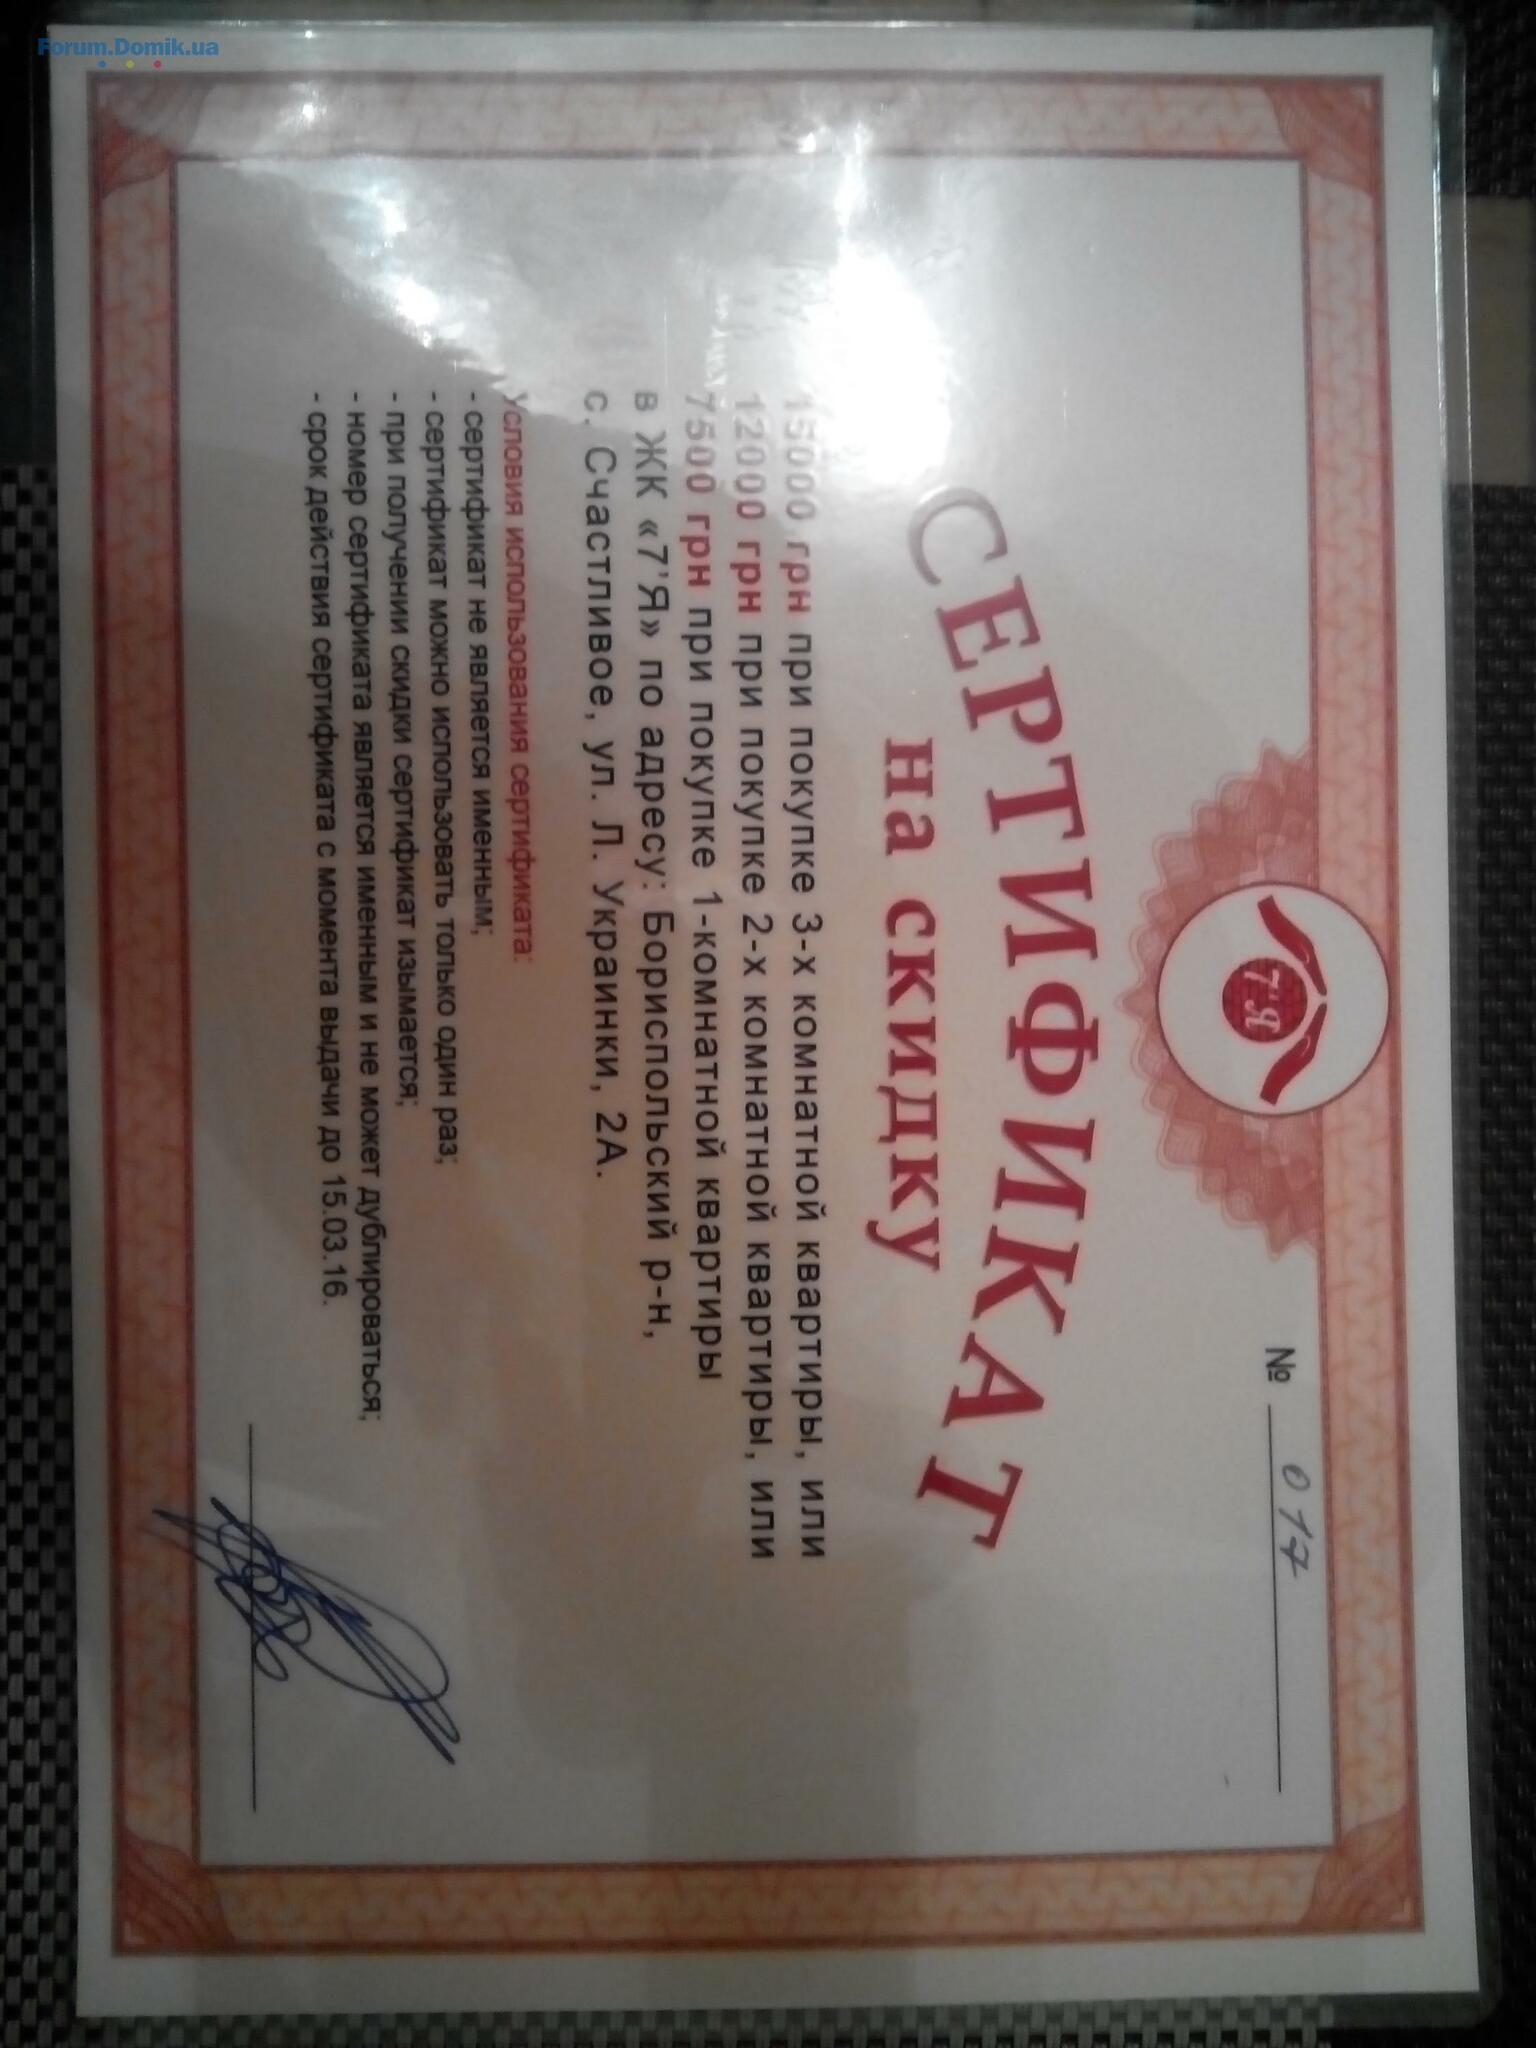 Forum.Domik.ua
7'Я
№ 017
СЕРТИФИКАТ
на скидку
15000 грн при покупке 3-х комнатной квартиры, или
12000 грн при покупке 2-х комнатной квартиры, или
7500 грн при покупке 1-комнатной квартиры
в ЖК «7'Я» по адресу: Бориспольский р-н,
с. Счастливое, ул. Л. Украинки, 2А.
Условия использования сертификата:
- сертификат не является именным;
- сертификат можно использовать только один раз;
- при получении скидки сертификат изымается;
- номер сертификата является именным и не может дублироваться;
- срок действия сертификата с момента выдачи до 15.03.16.